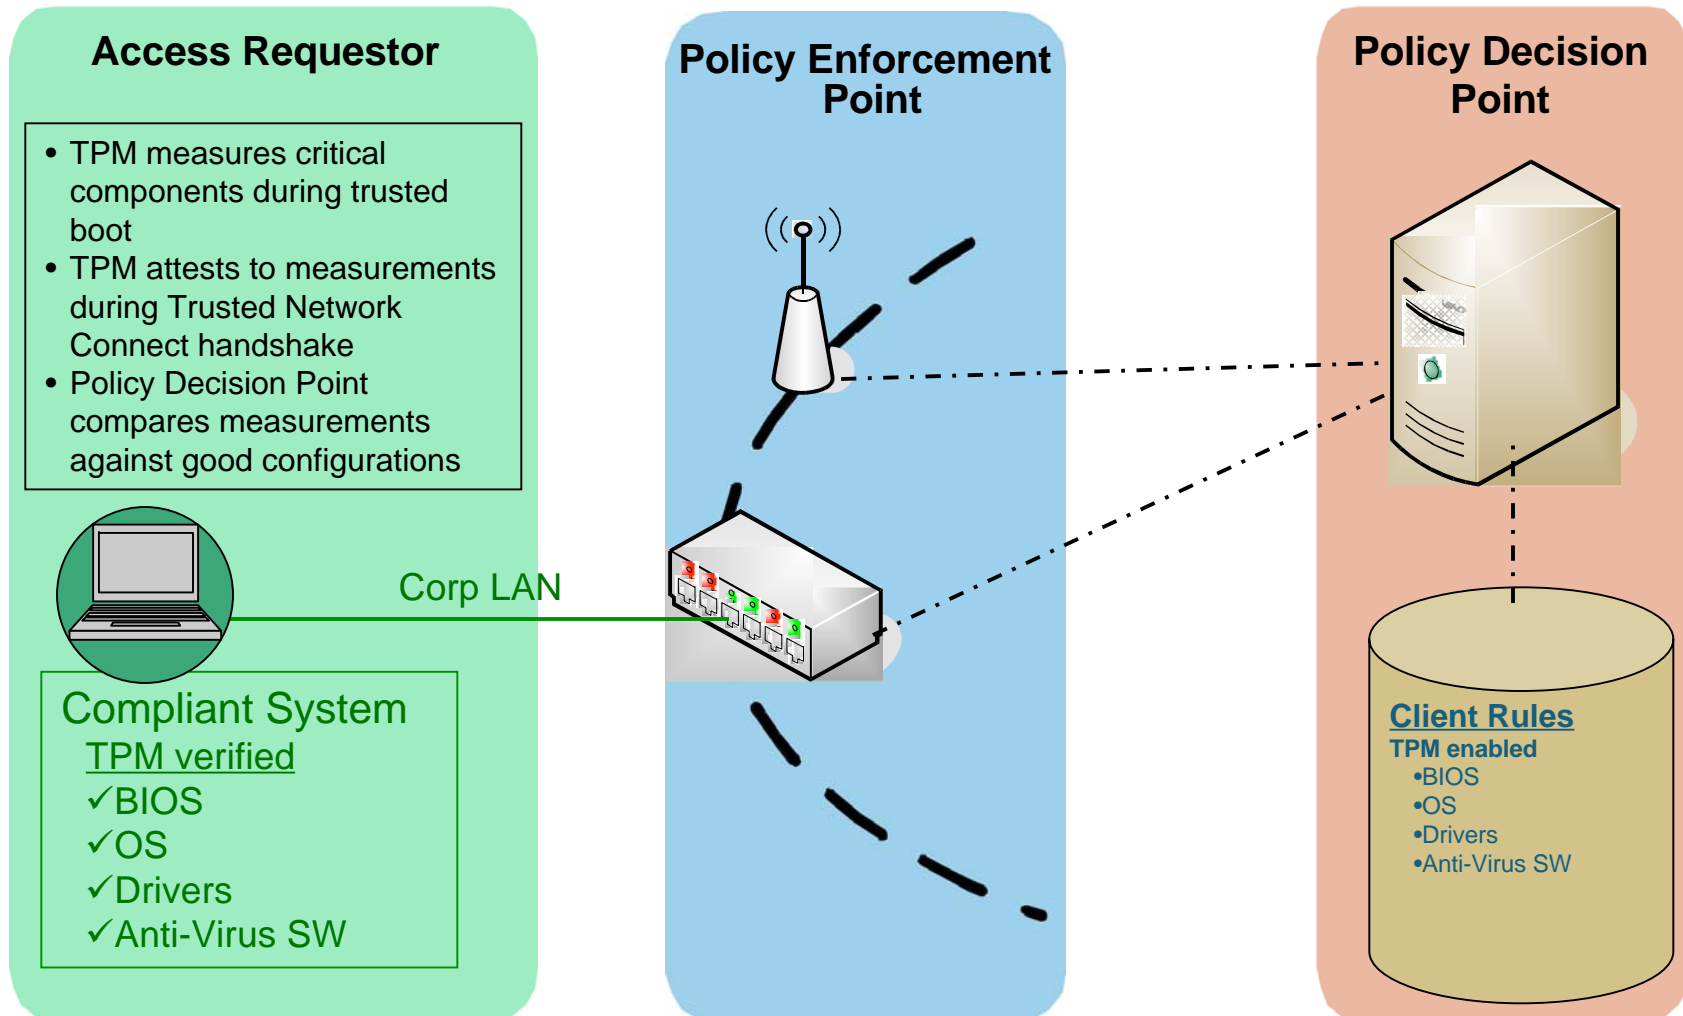 Access Requestor
• TPM measures critical
components during trusted
boot
• TPM attests to measurements
during Trusted Network
Connect handshake
• Policy Decision Point
compares measurements
against good configurations
Corp LAN
Compliant System
TPM verified
✓BIOS
✓OS
✓Drivers
✓Anti-Virus SW
Policy Enforcement
Point
Policy Decision
Point
Client Rules
TPM enabled
•BIOS
•OS
•Drivers
•Anti-Virus SW